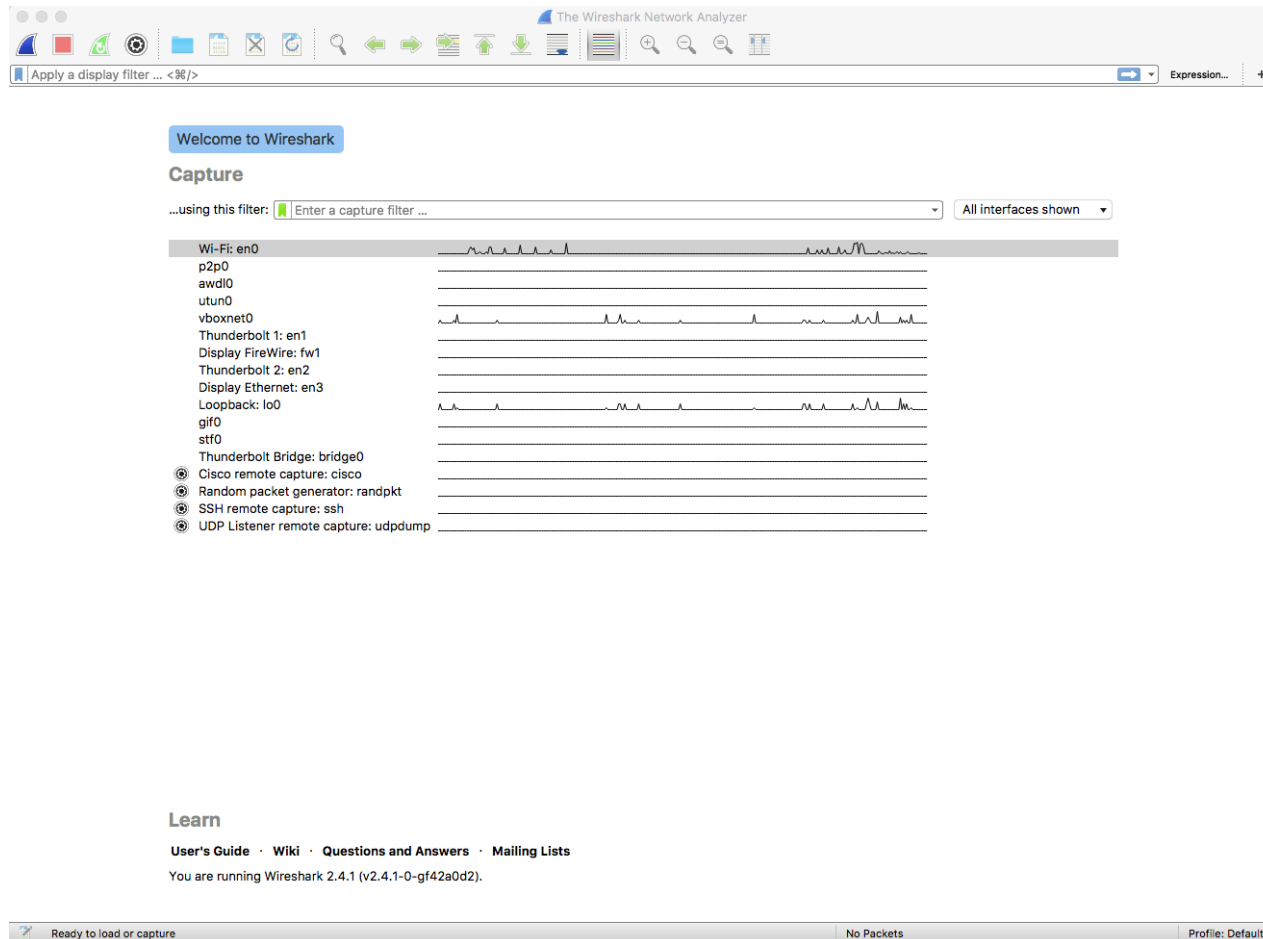 The Wireshark Network Analyzer
Apply a display filter ... <⌘/>
Expression... +
Welcome to Wireshark
Capture
...using this filter: Enter a capture filter ... All interfaces shown
Wi-Fi: en0
p2p0
awdl0
utun0
vboxnet0
Thunderbolt 1: en1
Display FireWire: fw1
Thunderbolt 2: en2
Display Ethernet: en3
Loopback: lo0
gif0
stf0
Thunderbolt Bridge: bridge0
Cisco remote capture: cisco
Random packet generator: randpkt
SSH remote capture: ssh
UDP Listener remote capture: udpdump
Learn
User's Guide · Wiki · Questions and Answers · Mailing Lists
You are running Wireshark 2.4.1 (v2.4.1-0-gf42a0d2).
Ready to load or capture No Packets Profile: Default